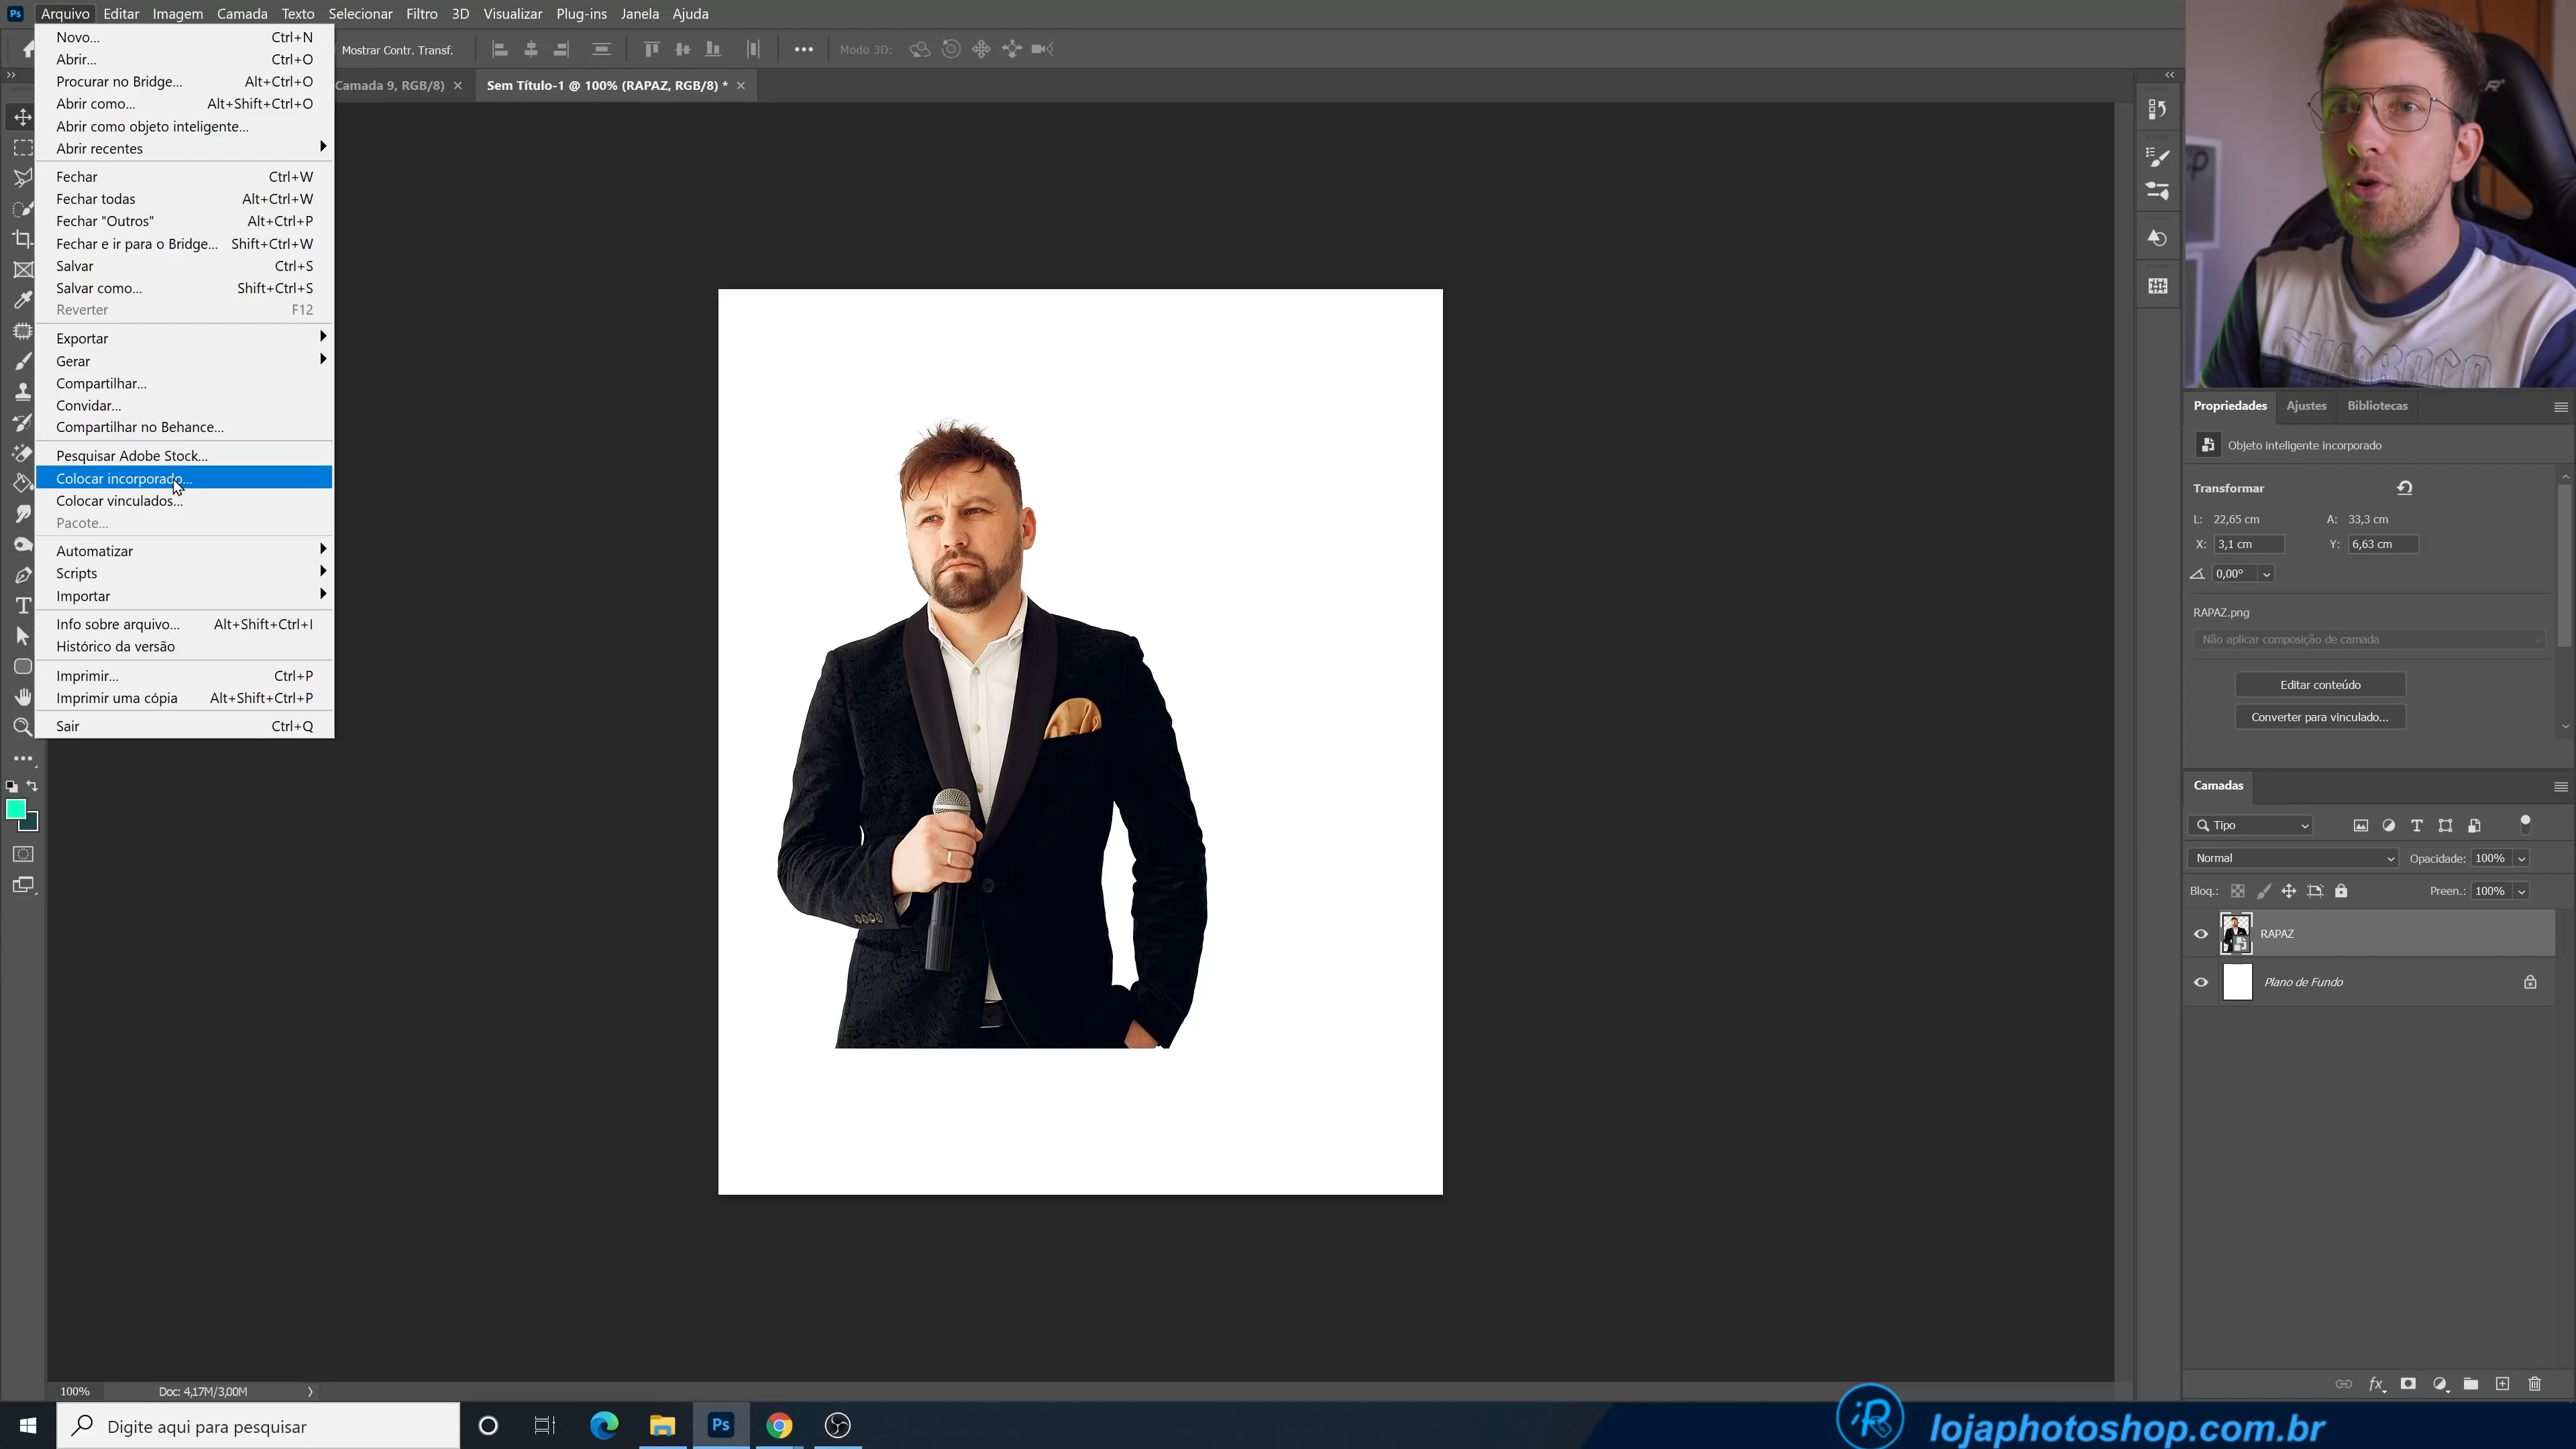 Ps Arquivo Editar Imagem Camada Texto Selecionar Filtro 3D Visualizar Plug-ins Janela Ajuda
Novo... Ctrl+N
Abrir... Ctrl+O
Procurar no Bridge... Alt+Ctrl+O
Abrir como... Alt+Shift+Ctrl+O
Abrir como objeto inteligente...
Abrir recentes
Fechar Ctrl+W
Fechar todas Alt+Ctrl+W
Fechar "Outros" Alt+Ctrl+P
Fechar e ir para o Bridge... Shift+Ctrl+W
Salvar Ctrl+S
Salvar como... Shift+Ctrl+S
Reverter F12
Exportar
Gerar
Compartilhar...
Convidar...
Compartilhar no Behance...
Pesquisar Adobe Stock...
Colocar incorporado...
Colocar vinculados...
Pacote...
Automatizar
Scripts
Importar
Info sobre arquivo... Alt+Shift+Ctrl+I
Histórico da versão
Imprimir... Ctrl+P
Imprimir uma cópia Alt+Shift+Ctrl+P
Sair Ctrl+Q
Mostrar Contr. Transf.
Modo 3D:
Camada 9, RGB/8) ×
Sem Título-1 @ 100% (RAPAZ, RGB/8) * ×
Propriedades Ajustes Bibliotecas
Objeto inteligente incorporado
Transformar
L: 22,65 cm A: 33,3 cm
X: 3,1 cm Y: 6,63 cm
0,00°
RAPAZ.png
Não aplicar composição de camada
Editar conteúdo
Converter para vinculado...
Camadas
Tipo
Normal Opacidade: 100%
Bloq.: Preen.: 100%
RAPAZ
Plano de Fundo
fx
100% Doc: 4,17M/3,00M
Digite aqui para pesquisar
Ps
iR lojaphotoshop.com.br